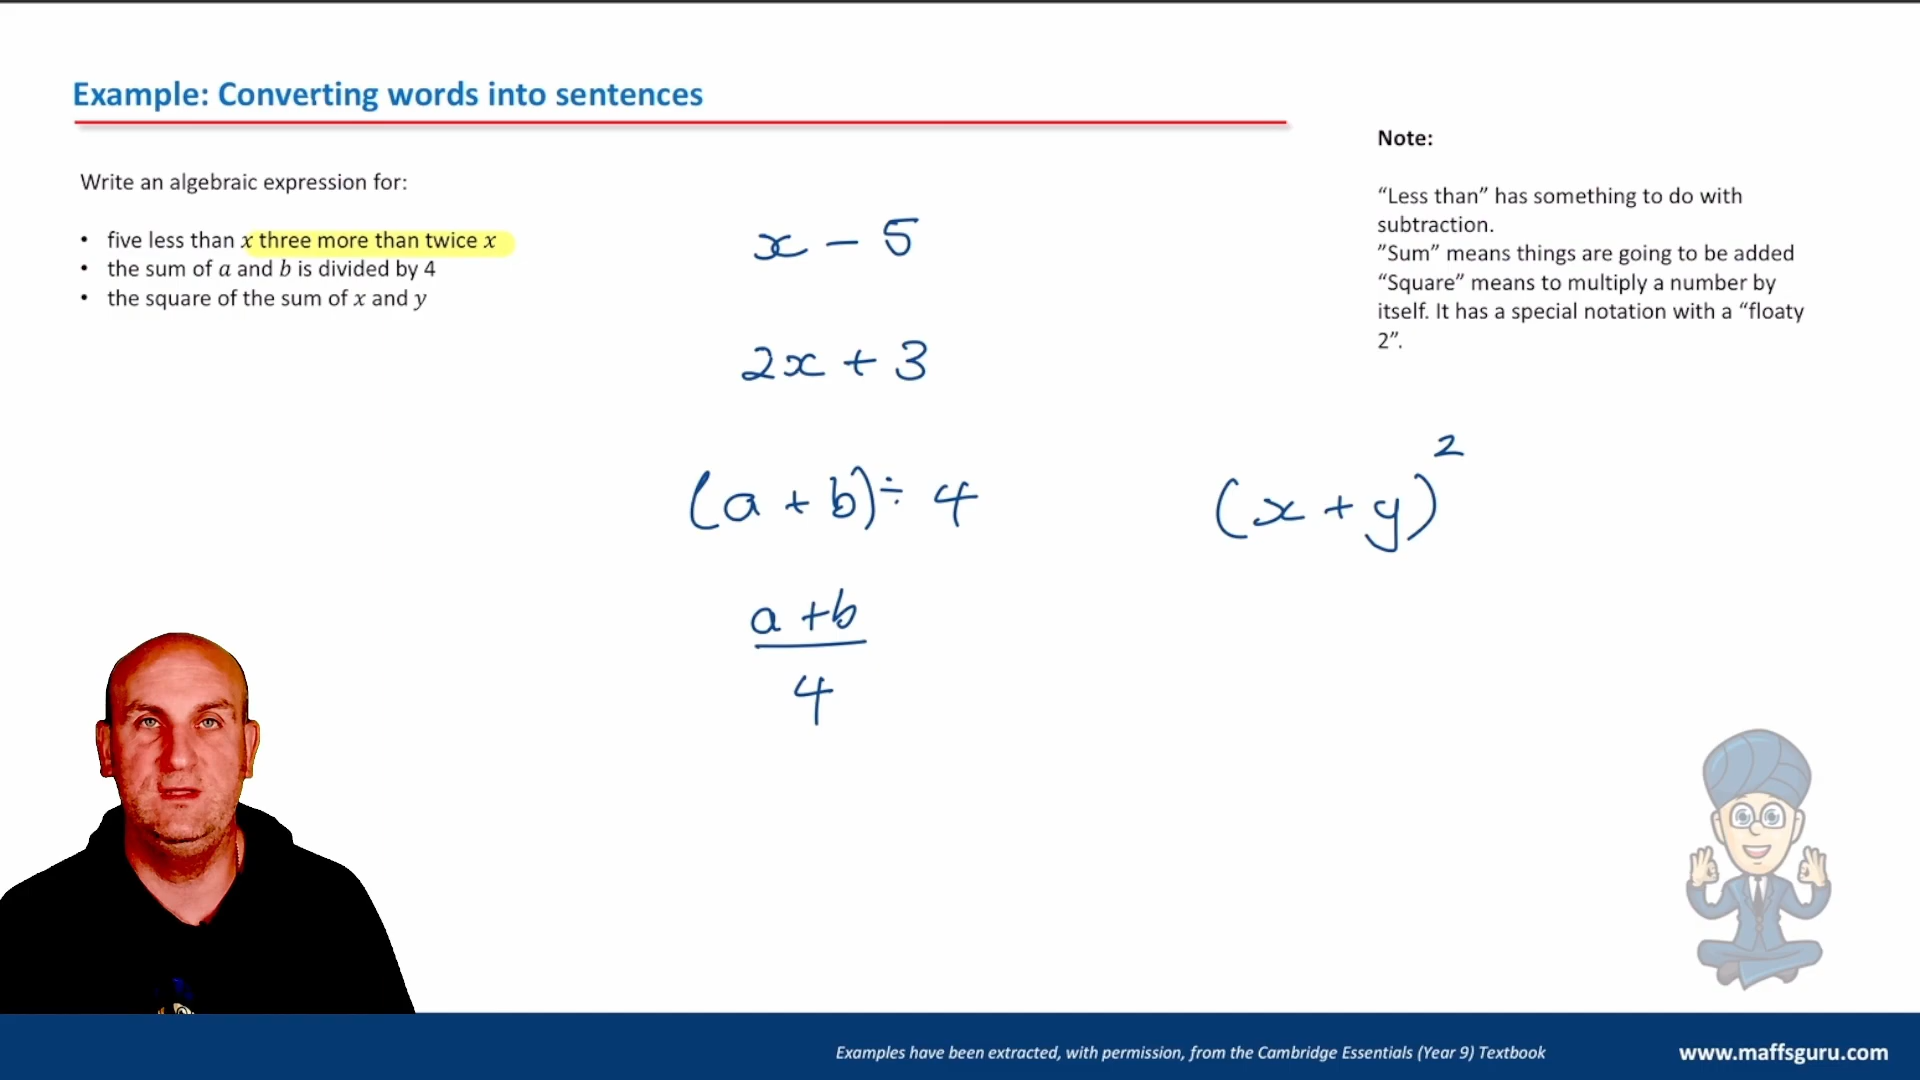 Example: Converting words into sentences
Write an algebraic expression for:
• five less than x three more than twice x
• the sum of a and b is divided by 4
• the square of the sum of x and y
x - 5
2x + 3
(a + b) ÷ 4
a + b
4
(x + y)²
Note:
“Less than” has something to do with
subtraction.
”Sum” means things are going to be added
“Square” means to multiply a number by
itself. It has a special notation with a “floaty
2”.
Examples have been extracted, with permission, from the Cambridge Essentials (Year 9) Textbook
www.maffsguru.com